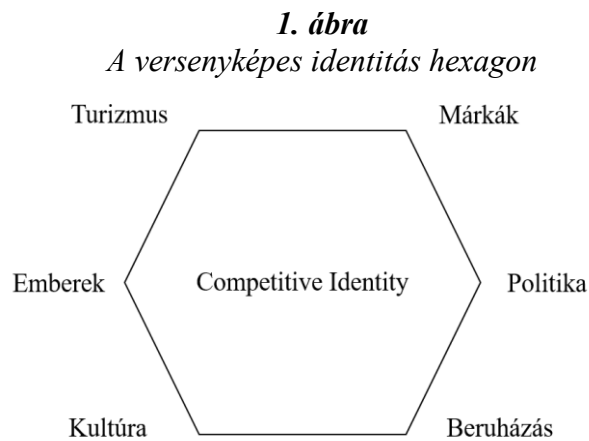 1. ábra
A versenyképes identitás hexagon
Turizmus
Márkák
Emberek
Competitive Identity
Politika
Kultúra
Beruházás